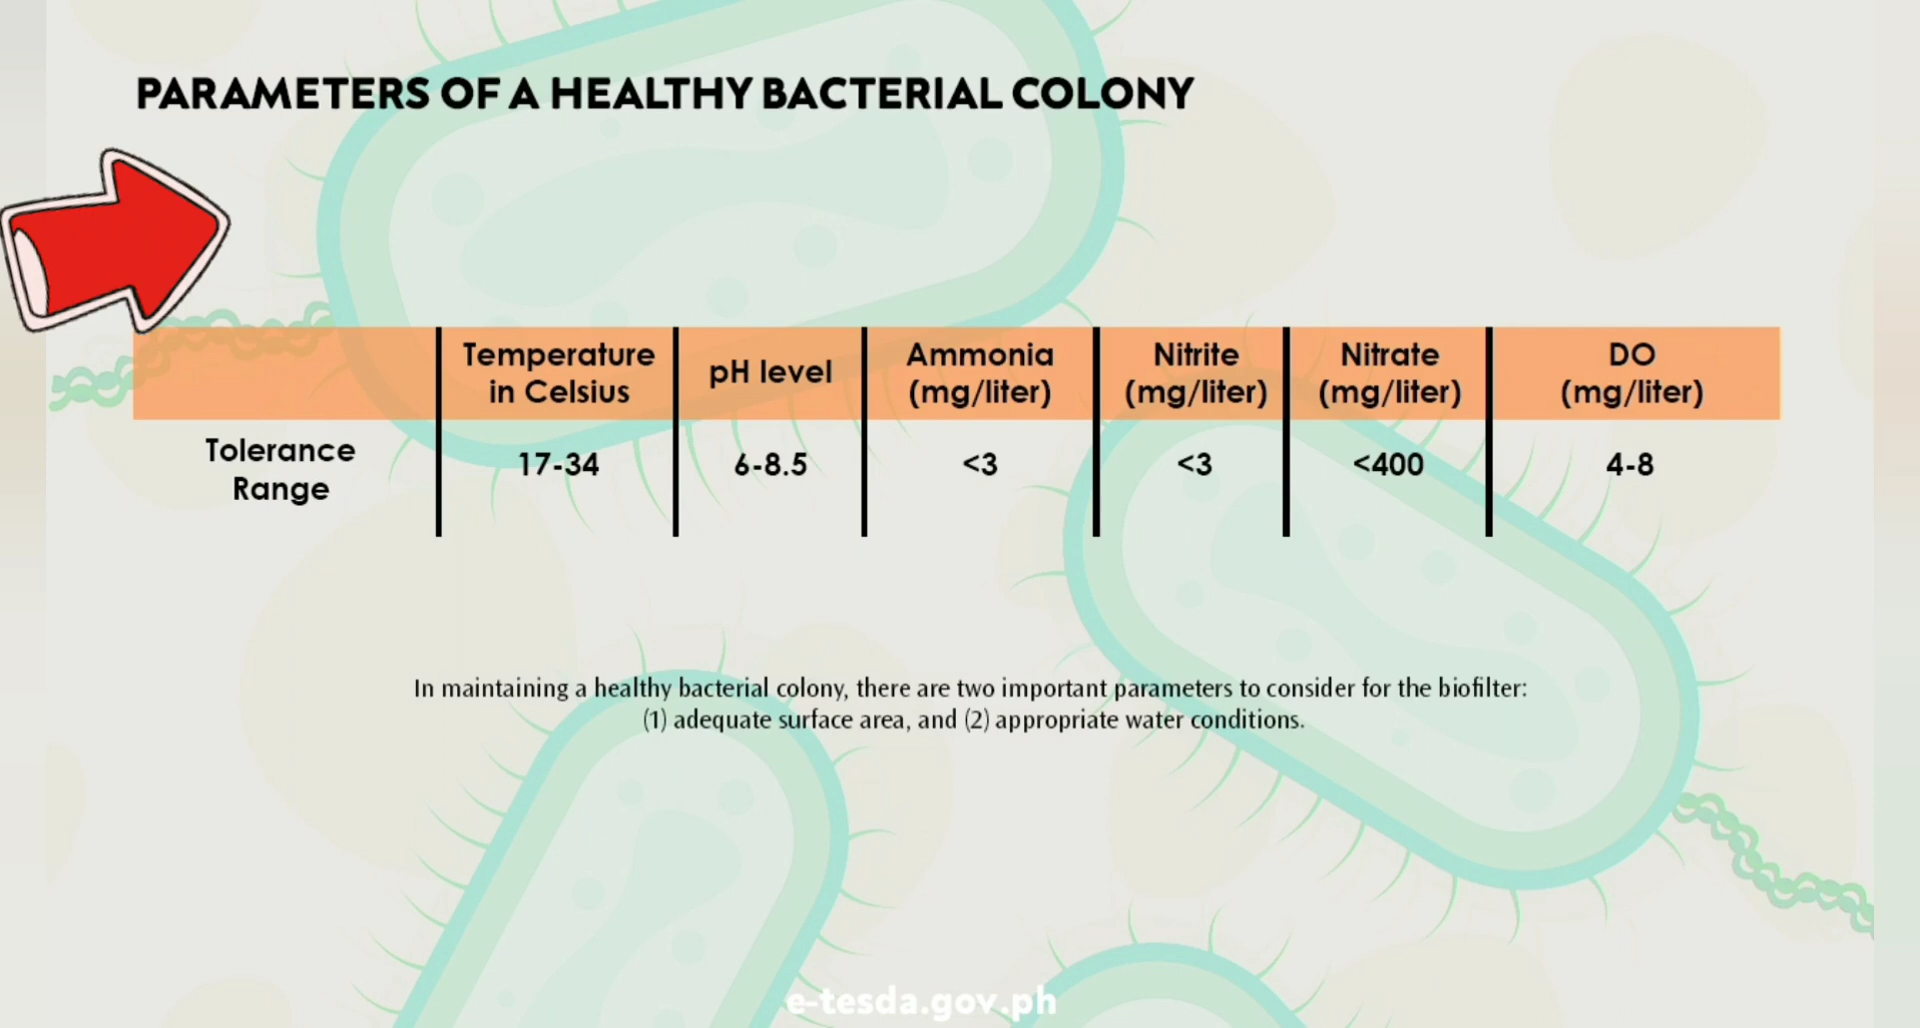 PARAMETERS OF A HEALTHY BACTERIAL COLONY
Temperature in Celsius | pH level | Ammonia (mg/liter) | Nitrite (mg/liter) | Nitrate (mg/liter) | DO (mg/liter)
Tolerance Range | 17-34 | 6-8.5 | <3 | <3 | <400 | 4-8
In maintaining a healthy bacterial colony, there are two important parameters to consider for the biofilter:
(1) adequate surface area, and (2) appropriate water conditions.
e-tesda.gov.ph